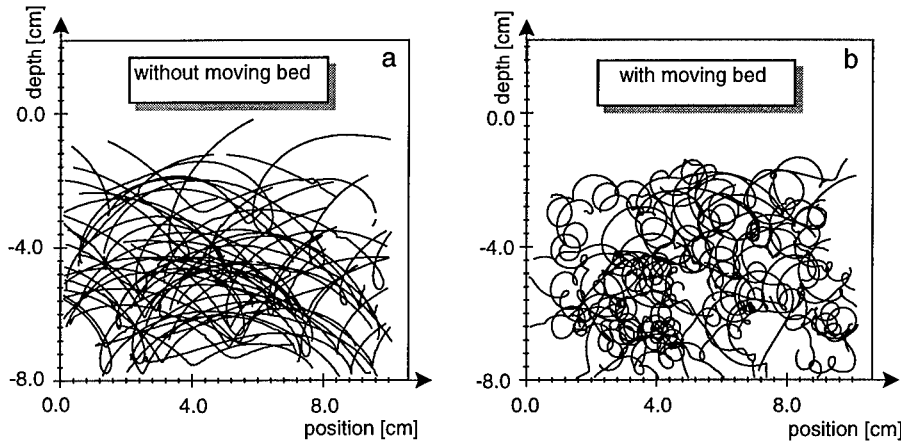 depth [cm]
a
without moving bed
0.0
-4.0
-8.0
0.0
4.0
8.0
position [cm]
depth [cm]
b
with moving bed
0.0
-4.0
-8.0
0.0
4.0
8.0
position [cm]